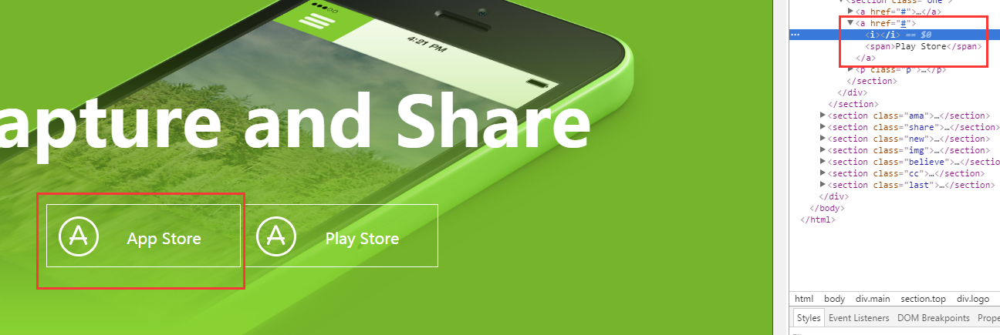 4:21 PM
apture and Share
App Store
Play Store
<section class="one">
<a href="#">…</a>
<a href="#">
<i></i> == $0
<span>Play Store</span>
</a>
<p class="p">…</p>
</section>
</div>
</section>
<section class="ama">…</section>
<section class="share">…</section>
<section class="new">…</section>
<section class="img">…</section>
<section class="believe">…</sectio
<section class="cc">…</section>
<section class="last">…</section>
</div>
</body>
</html>
html body div.main section.top div.logo
Styles Event Listeners DOM Breakpoints Prope